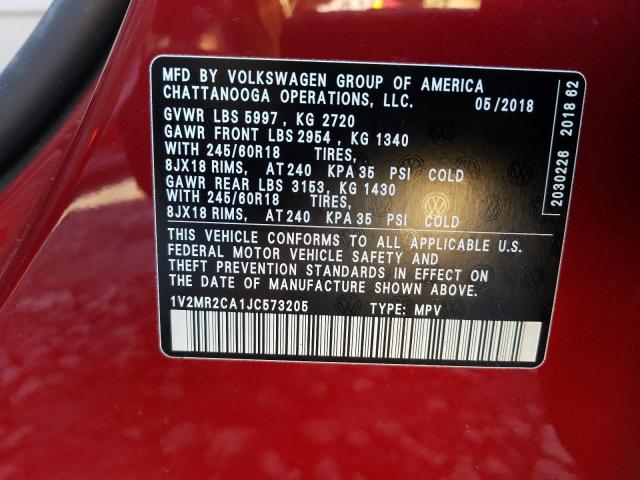 MFD BY VOLKSWAGEN GROUP OF AMERICA
CHATTANOOGA OPERATIONS, LLC. 05/2018
GVWR LBS 5997, KG 2720
GAWR FRONT LBS 2954, KG 1340
WITH 245/60R18 TIRES,
8JX18 RIMS, AT 240 KPA 35 PSI COLD
GAWR REAR LBS 3153, KG 1430
WITH 245/60R18 TIRES,
8JX18 RIMS, AT 240 KPA 35 PSI COLD
THIS VEHICLE CONFORMS TO ALL APPLICABLE U.S.
FEDERAL MOTOR VEHICLE SAFETY AND
THEFT PREVENTION STANDARDS IN EFFECT ON
THE DATE OF MANUFACTURE SHOWN ABOVE.
1V2MR2CA1JC573205 TYPE: MPV
2030226 2018 62